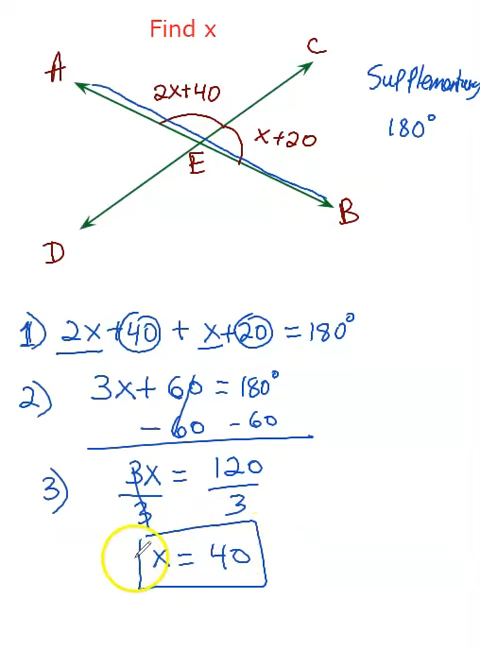 Find x
C
A
2x+40
Supplementary
180°
x+20
E
B
D
1) 2x+40 + x+20 = 180°
2) 3x+60 = 180°
-60 -60
3) 3x = 120
3 3
x = 40